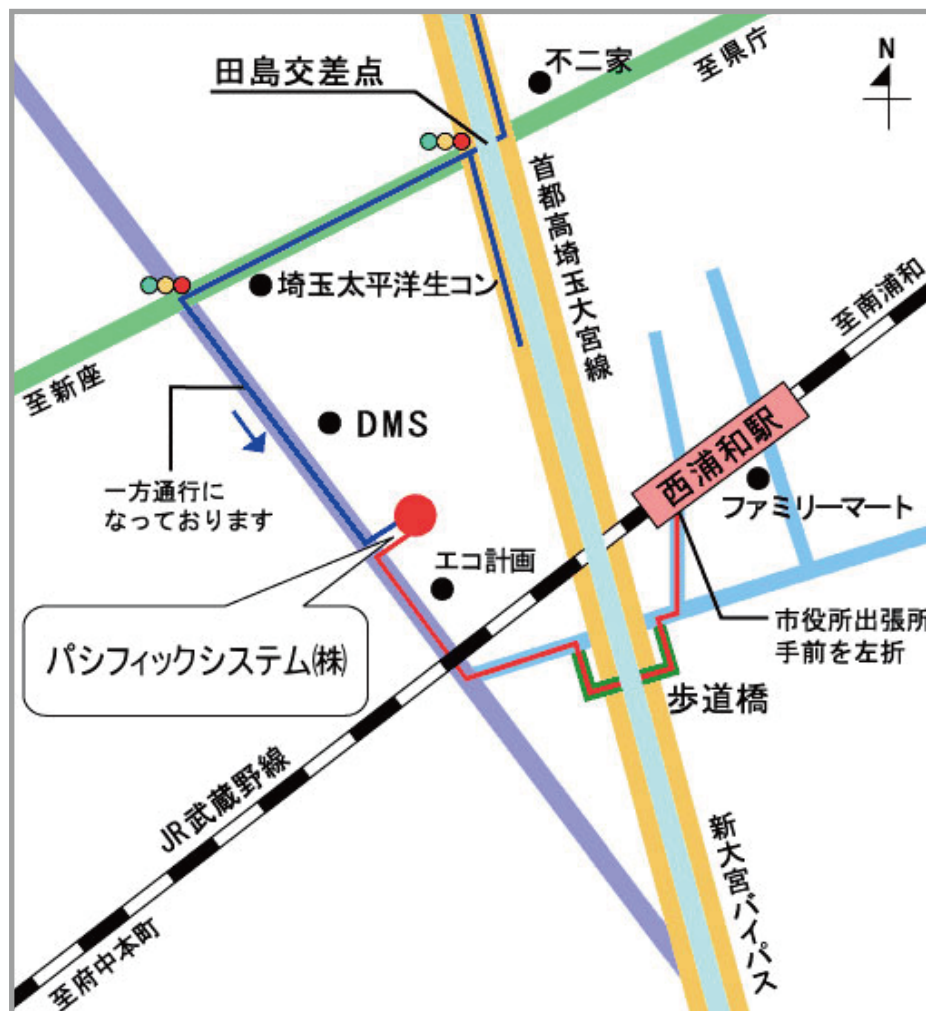 田島交差点
不二家
至県庁
N
首都高埼玉大宮線
埼玉太平洋生コン
至新座
至南浦和
DMS
西浦和駅
一方通行に
なっております
ファミリーマート
エコ計画
パシフィックシステム㈱
市役所出張所
手前を左折
歩道橋
JR武蔵野線
新大宮バイパス
至府中本町